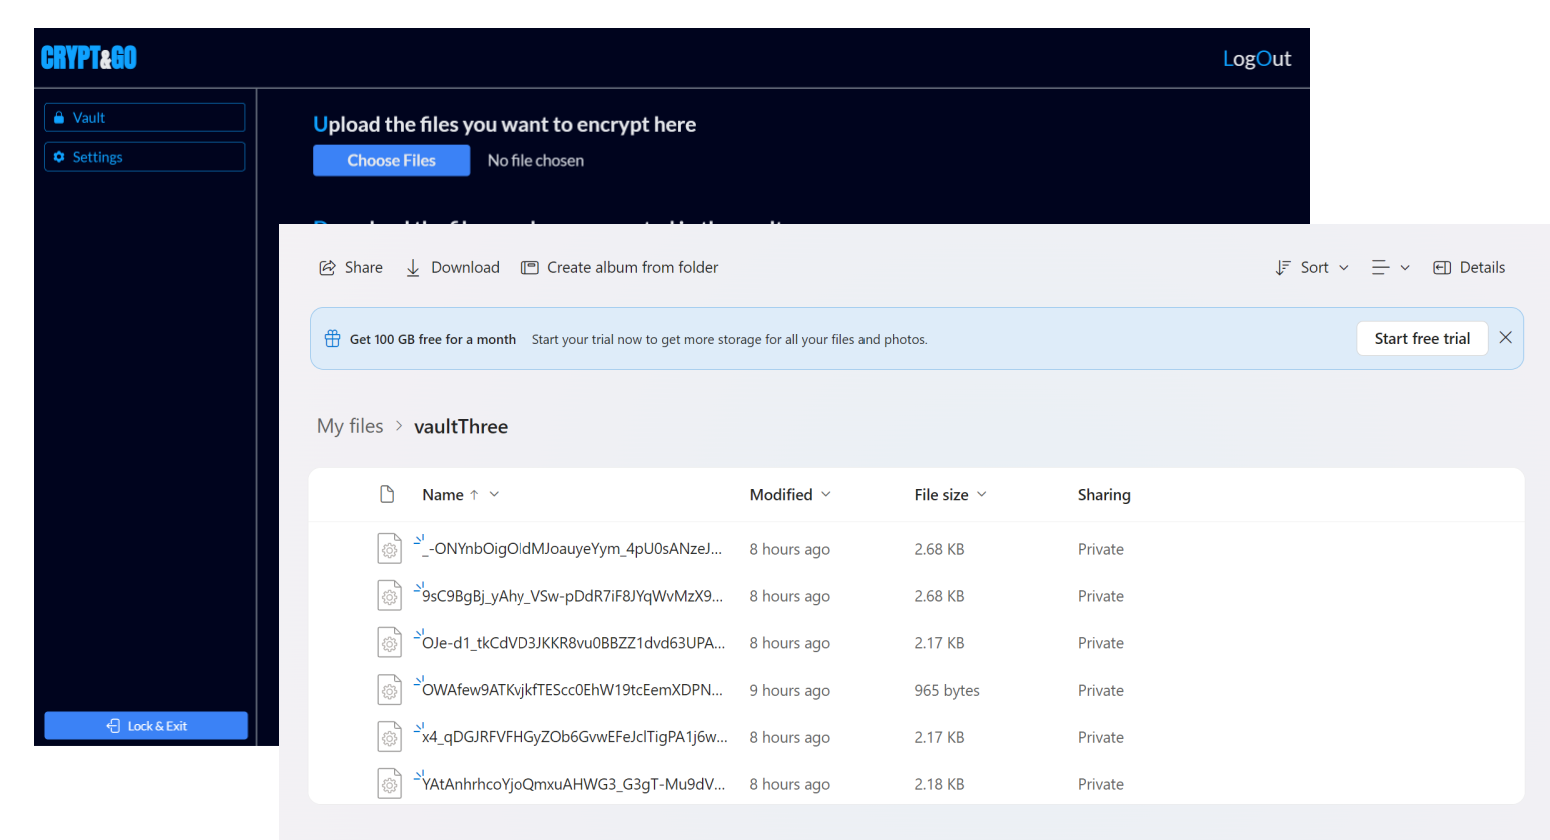 CRYPT&GO
LogOut
Vault
Settings
Upload the files you want to encrypt here
Choose Files No file chosen
Lock & Exit
Share Download Create album from folder Sort Details
Get 100 GB free for a month Start your trial now to get more storage for all your files and photos. Start free trial
My files > vaultThree
Name Modified File size Sharing
_-ONYnbOigOldMJoauyeYym_4pU0sANzeJ... 8 hours ago 2.68 KB Private
9sC9BgBj_yAhy_VSw-pDdR7iF8JYqWvMzX9... 8 hours ago 2.68 KB Private
OJe-d1_tkCdVD3JKKR8vu0BBZZ1dvd63UPA... 8 hours ago 2.17 KB Private
OWAfew9ATKvjkfTEScc0EhW19tcEemXDPN... 9 hours ago 965 bytes Private
x4_qDGJRFVFHGyZOb6GvwEFeJclTigPA1j6w... 8 hours ago 2.17 KB Private
YAtAnhrhcoYjoQmxuAHWG3_G3gT-Mu9dV... 8 hours ago 2.18 KB Private